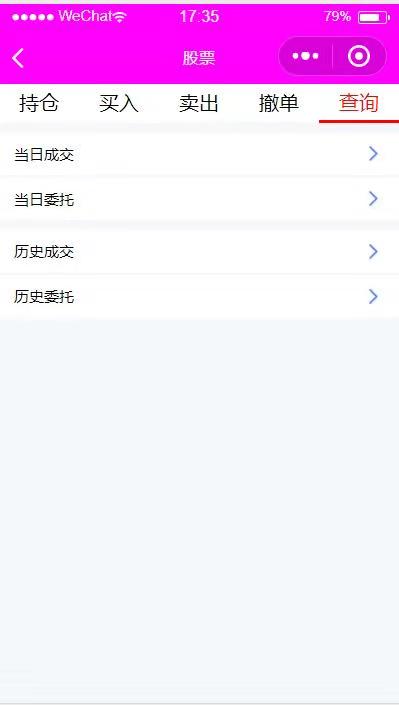 WeChat 17:35 79%
股票
持仓 买入 卖出 撤单 查询
当日成交
当日委托
历史成交
历史委托